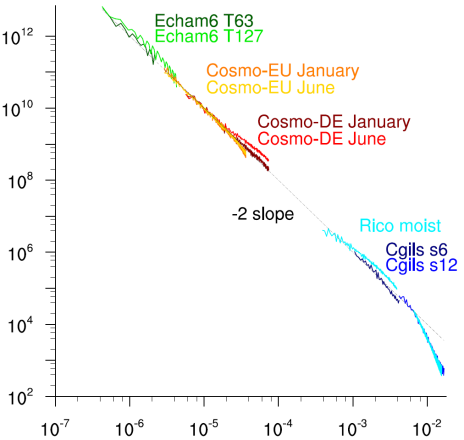 10^12
10^10
10^8
10^6
10^4
10^2
Echam6 T63
Echam6 T127
Cosmo-EU January
Cosmo-EU June
Cosmo-DE January
Cosmo-DE June
-2 slope
Rico moist
Cgils s6
Cgils s12
10^-7 10^-6 10^-5 10^-4 10^-3 10^-2